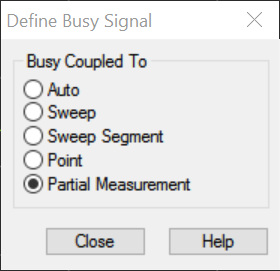 Define Busy Signal
Busy Coupled To
Auto
Sweep
Sweep Segment
Point
Partial Measurement
Close Help